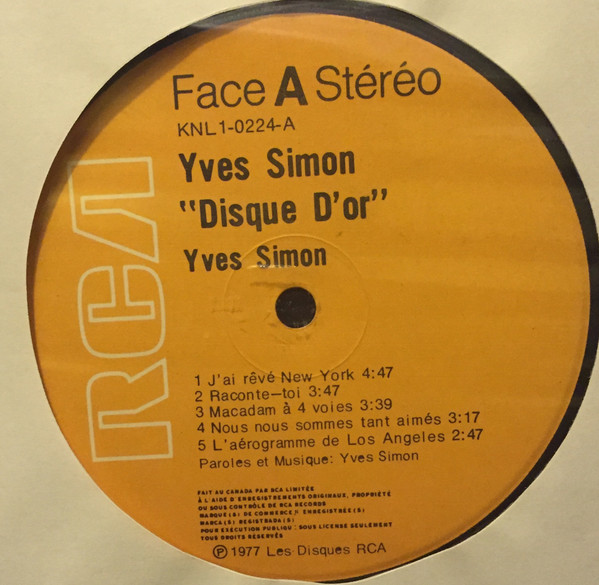 Face A Stéréo
KNL1-0224-A
Yves Simon
"Disque D'or"
Yves Simon
RCA
1 J'ai rêvé New York 4:47
2 Raconte-toi 3:47
3 Macadam à 4 voies 3:39
4 Nous nous sommes tant aimés 3:17
5 L'aérogramme de Los Angeles 2:47
Paroles et Musique: Yves Simon
FAIT AU CANADA PAR RCA LIMITÉE
À L'AIDE D'ENREGISTREMENTS ORIGINAUX, PROPRIÉTÉ
OU SOUS CONTRÔLE DE RCA RECORDS
MARQUE(S) DE COMMERCE ENREGISTRÉE(S)
MARCA(S) REGISTRADA(S)
POUR EXÉCUTION PUBLIQU: SOUS LICENSE SEULEMENT
TOUS DROITS RESERVÉS
℗ 1977 Les Disques RCA